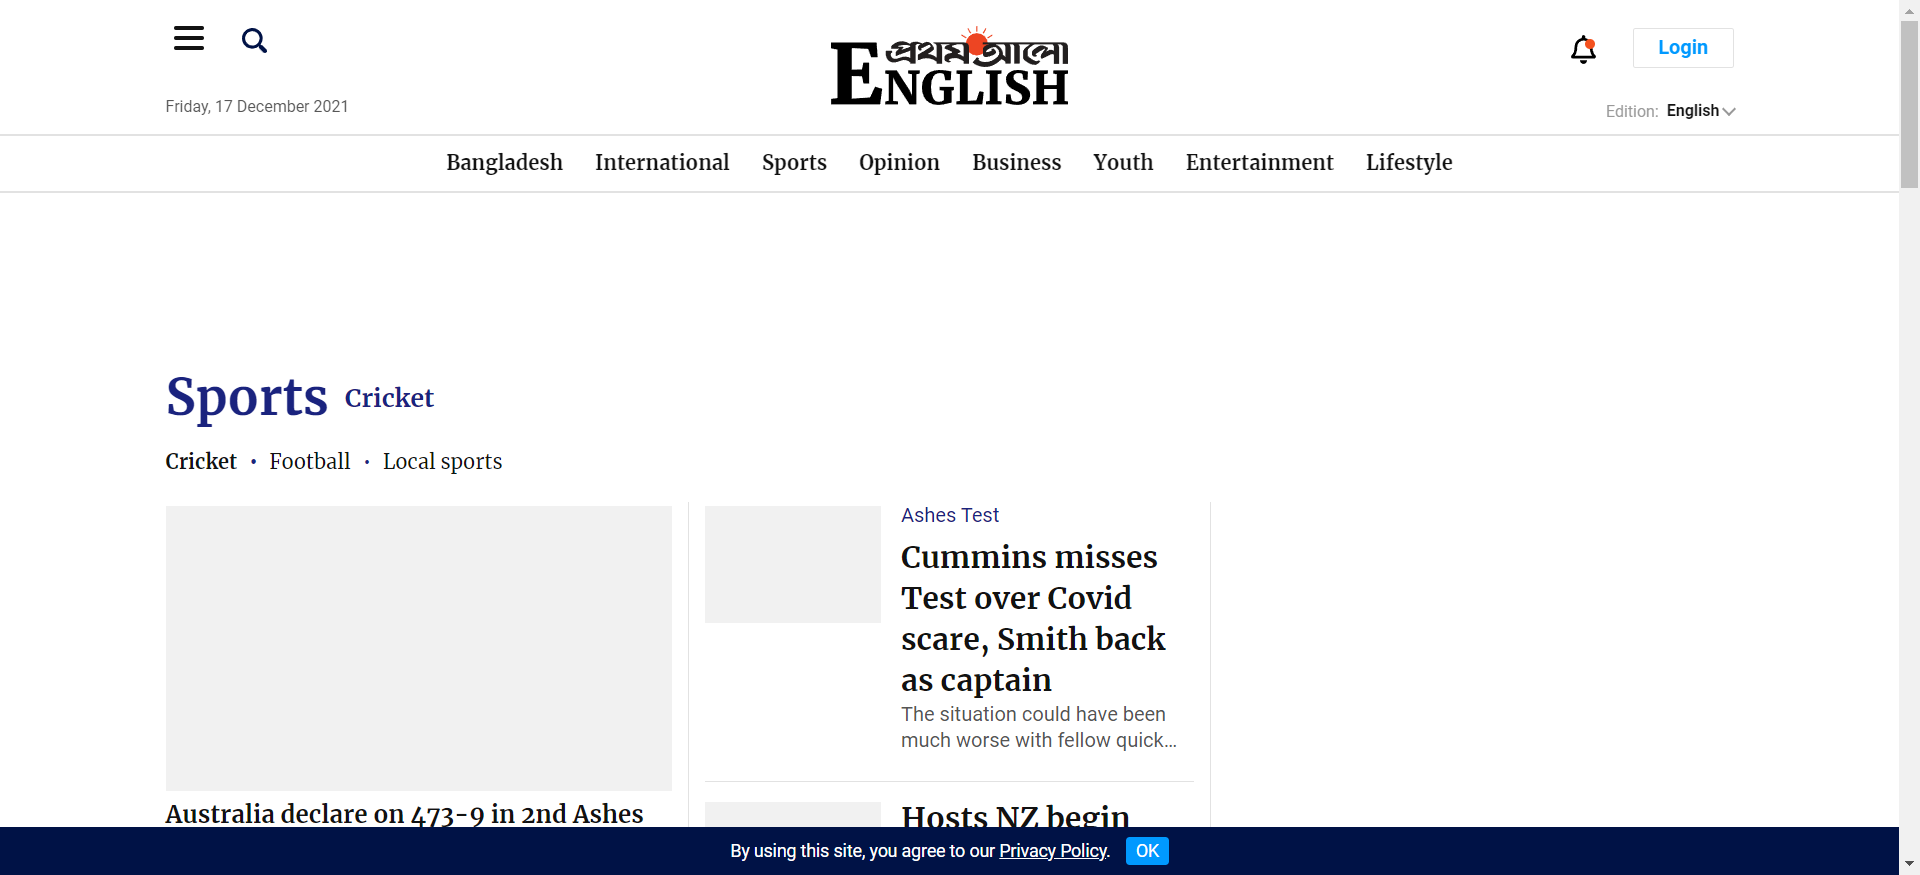 প্রথম আলো
ENGLISH
Login
Friday, 17 December 2021
Edition: English
Bangladesh International Sports Opinion Business Youth Entertainment Lifestyle
Sports Cricket
Cricket • Football • Local sports
Ashes Test
Cummins misses
Test over Covid
scare, Smith back
as captain
The situation could have been
much worse with fellow quick...
Australia declare on 473-9 in 2nd Ashes
Hosts NZ begin
By using this site, you agree to our Privacy Policy. OK